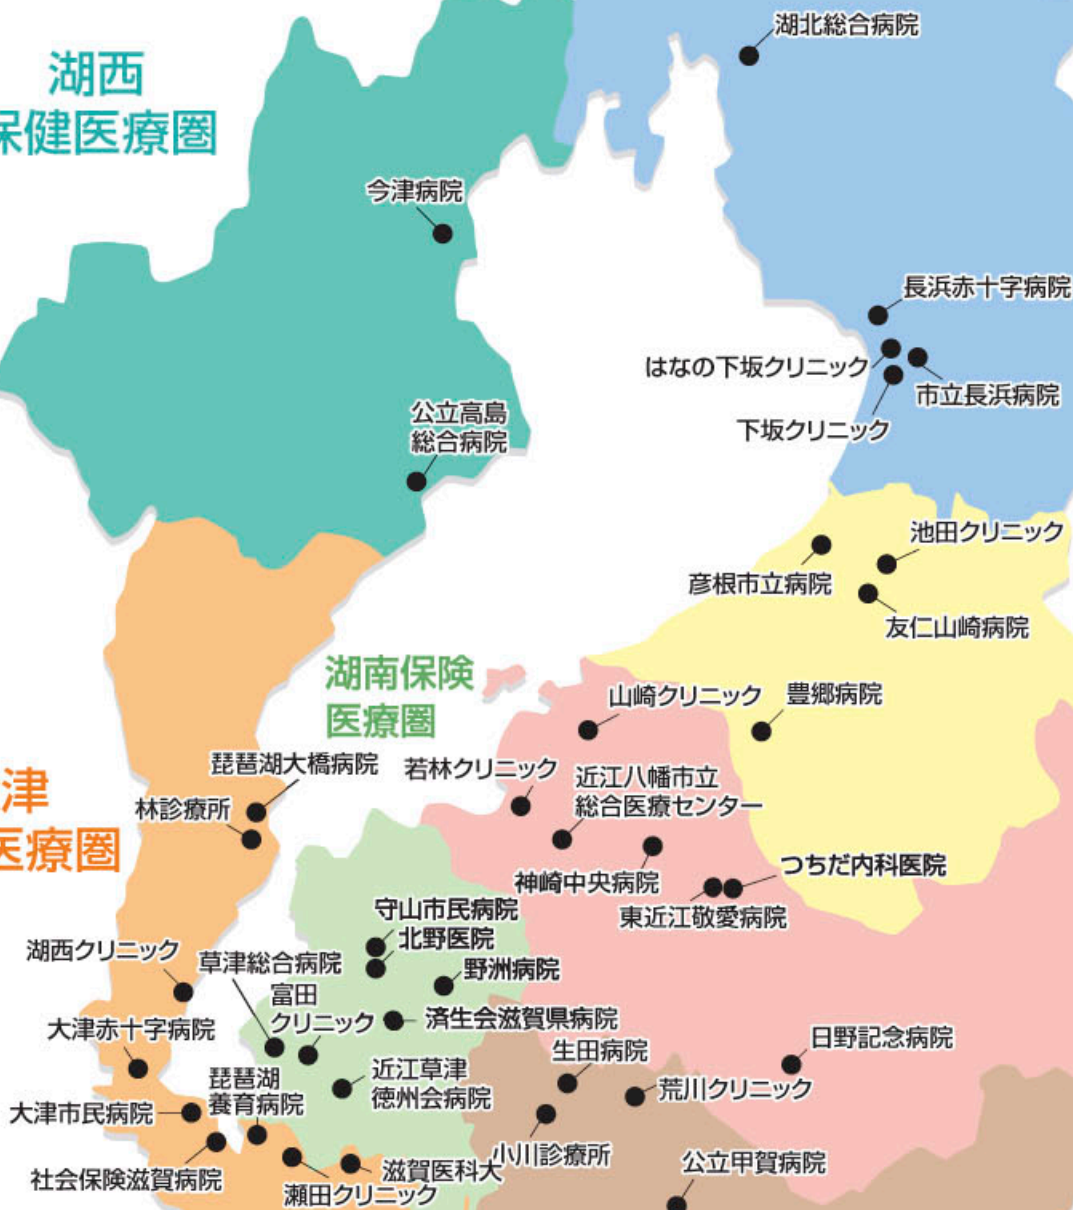 湖北総合病院
湖西
保健医療圏
今津病院
長浜赤十字病院
はなの下坂クリニック
市立長浜病院
公立高島
総合病院
下坂クリニック
池田クリニック
彦根市立病院
友仁山崎病院
湖南保険
医療圏
山崎クリニック
豊郷病院
琵琶湖大橋病院
若林クリニック
近江八幡市立
総合医療センター
津
医療圏
林診療所
つちだ内科医院
神崎中央病院
東近江敬愛病院
守山市民病院
北野医院
湖西クリニック
草津総合病院
野洲病院
富田
クリニック
済生会滋賀県病院
大津赤十字病院
日野記念病院
生田病院
近江草津
徳州会病院
琵琶湖
養育病院
荒川クリニック
大津市民病院
小川診療所
社会保険滋賀病院
滋賀医科大
公立甲賀病院
瀬田クリニック